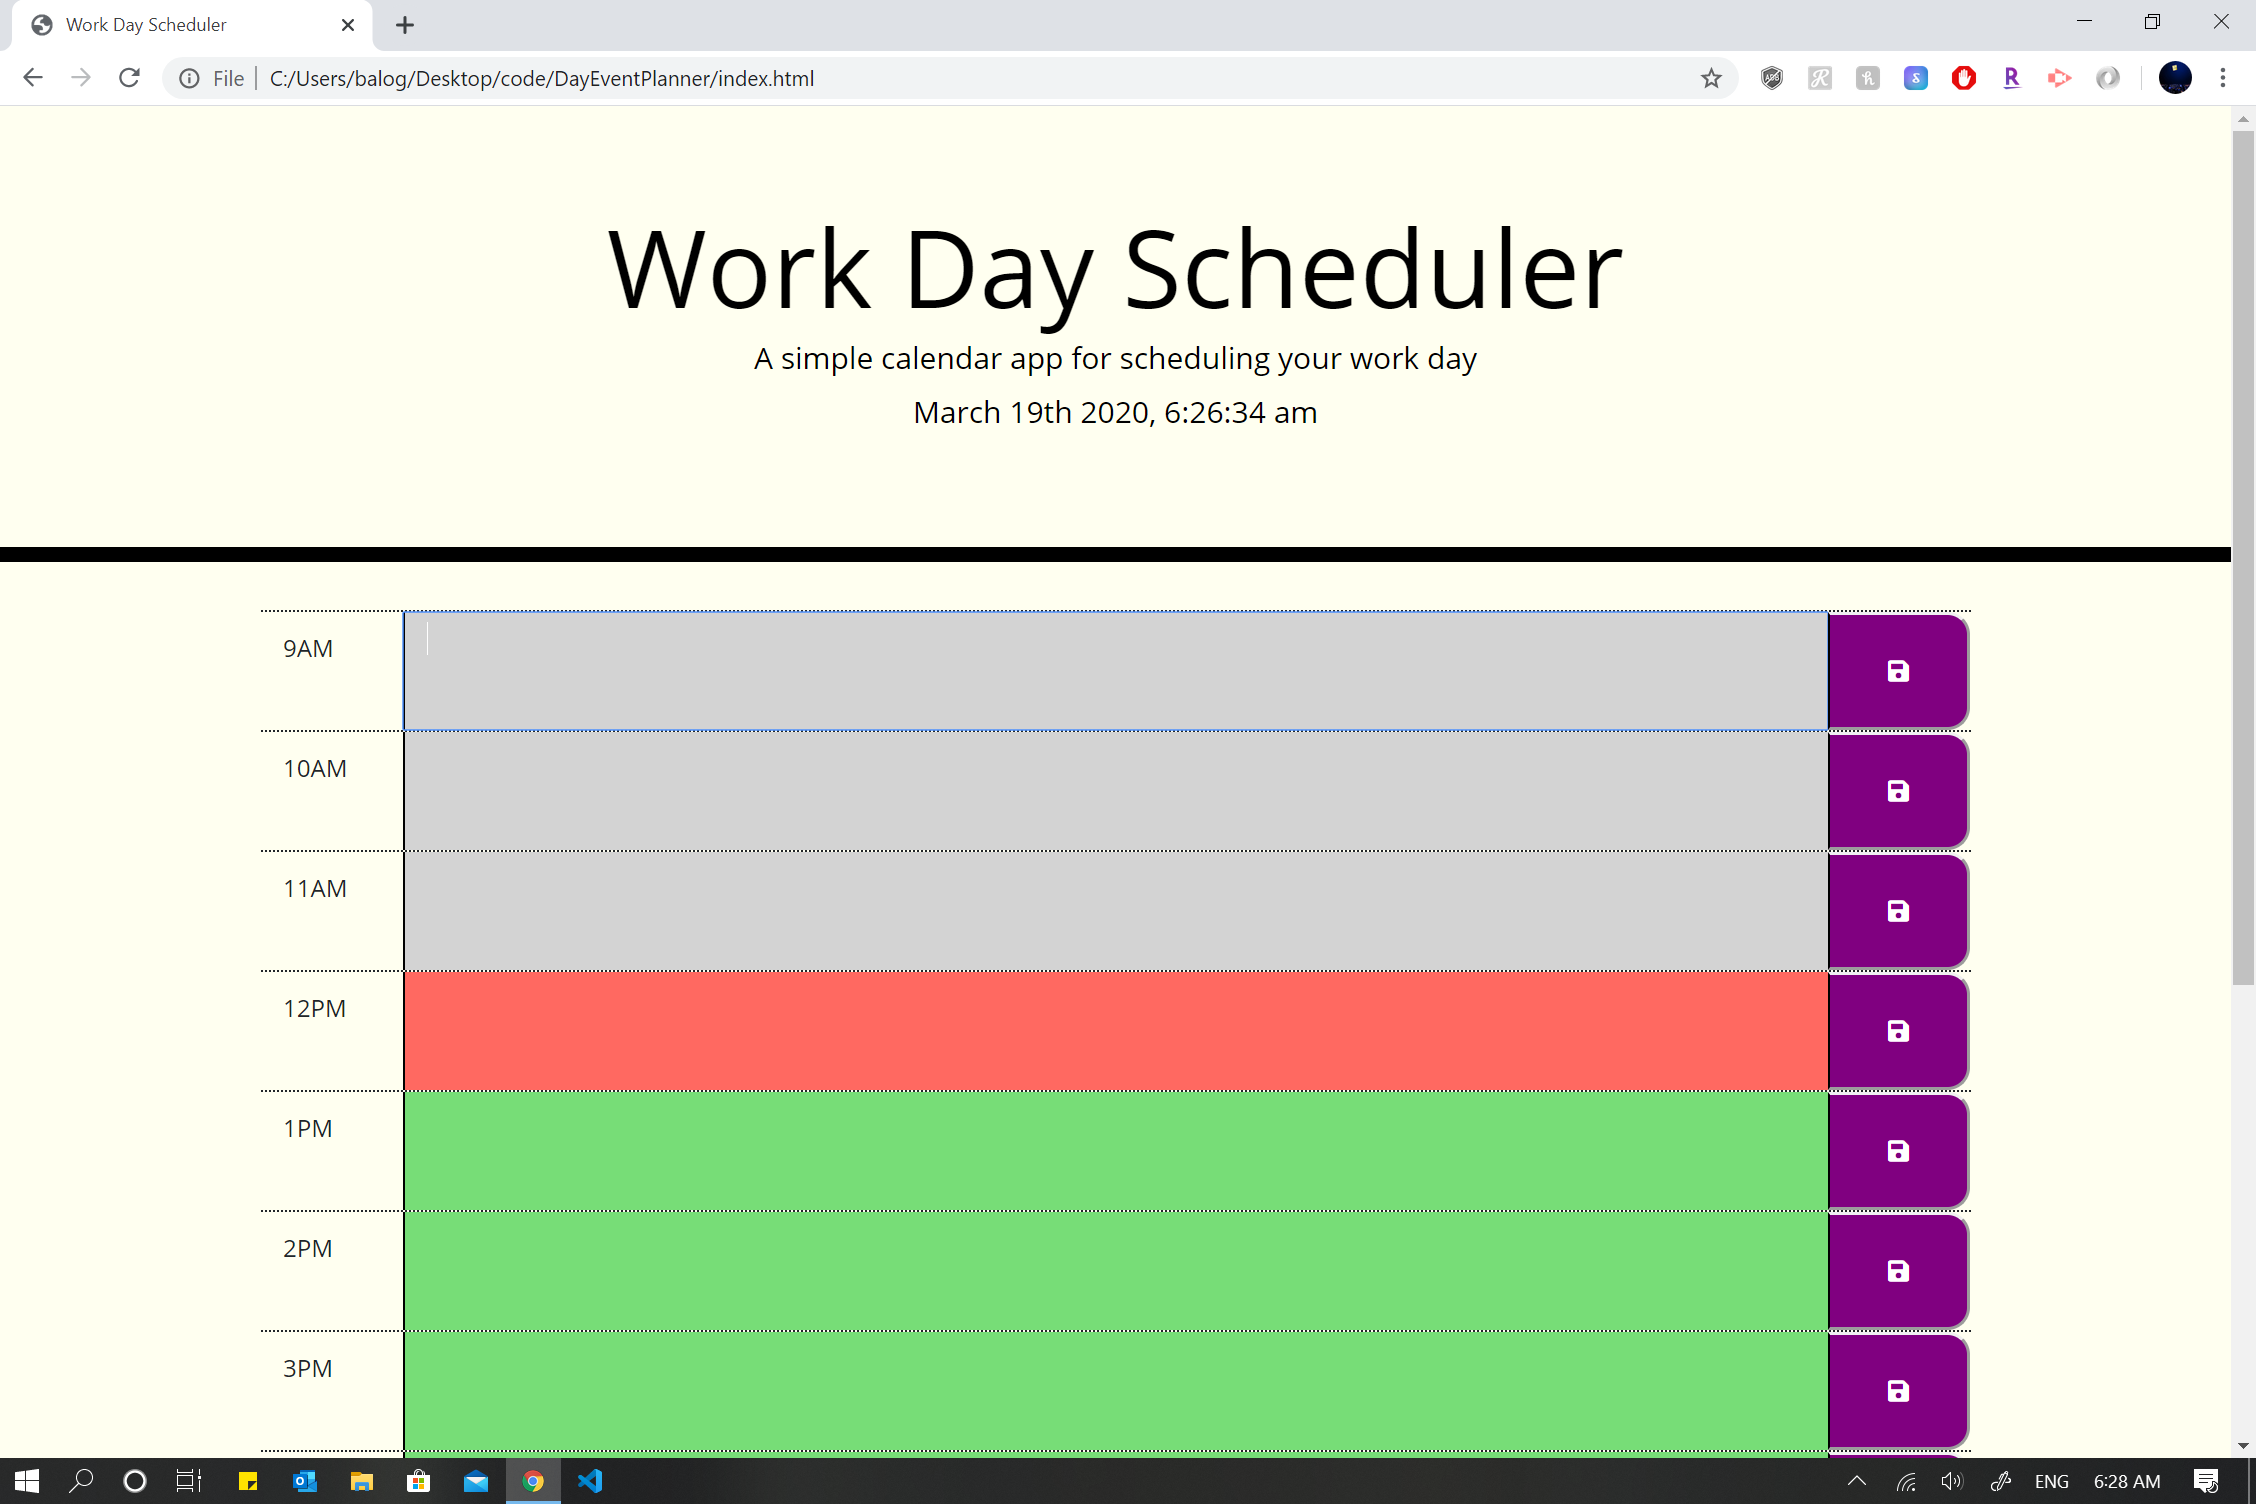 Work Day Scheduler
File
C:/Users/balog/Desktop/code/DayEventPlanner/index.html
Work Day Scheduler
A simple calendar app for scheduling your work day
March 19th 2020, 6:26:34 am
9AM
10AM
11AM
12PM
1PM
2PM
3PM
ENG
6:28 AM